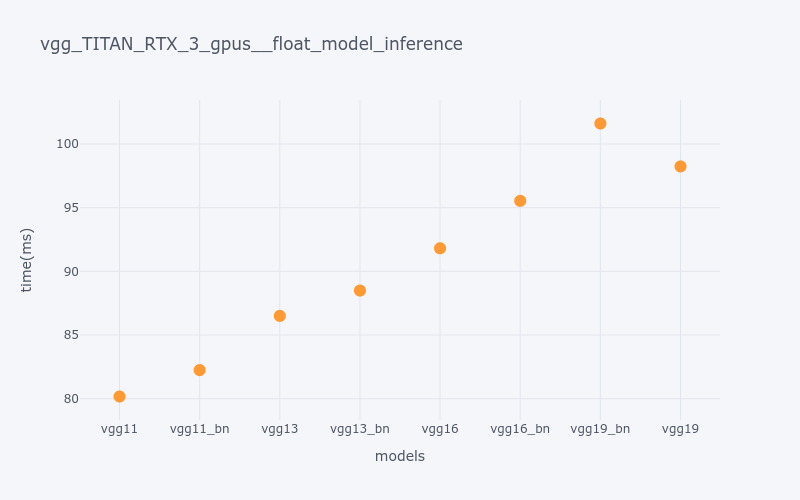 vgg_TITAN_RTX_3_gpus__float_model_inference
time(ms)
100
95
90
85
80
vgg11 vgg11_bn vgg13 vgg13_bn vgg16 vgg16_bn vgg19_bn vgg19
models